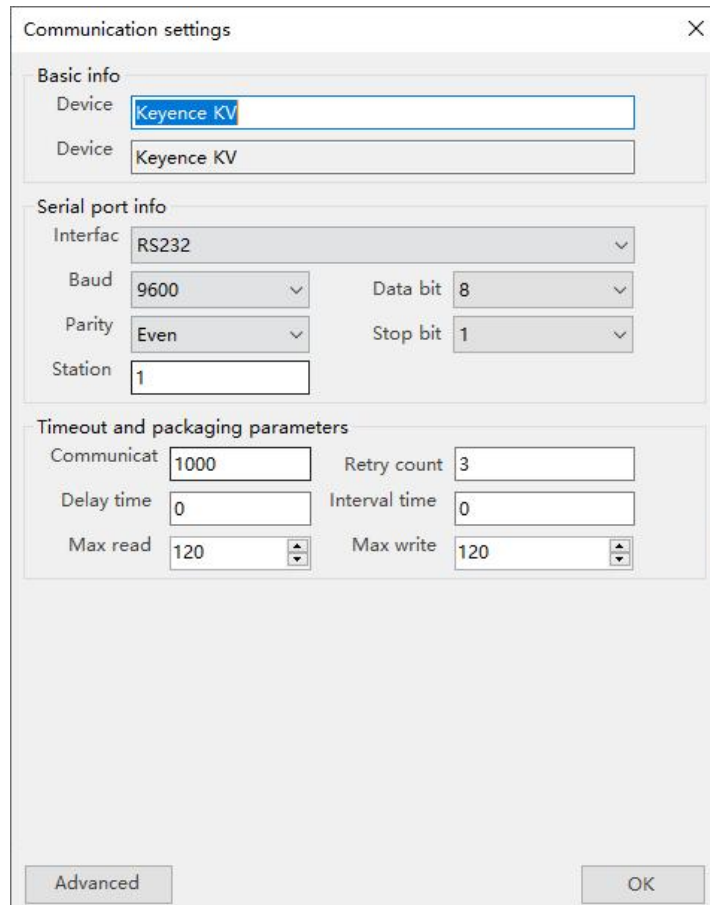 Communication settings
Basic info
Device Keyence KV
Device Keyence KV
Serial port info
Interfac RS232
Baud 9600 Data bit 8
Parity Even Stop bit 1
Station 1
Timeout and packaging parameters
Communicat 1000 Retry count 3
Delay time 0 Interval time 0
Max read 120 Max write 120
Advanced OK